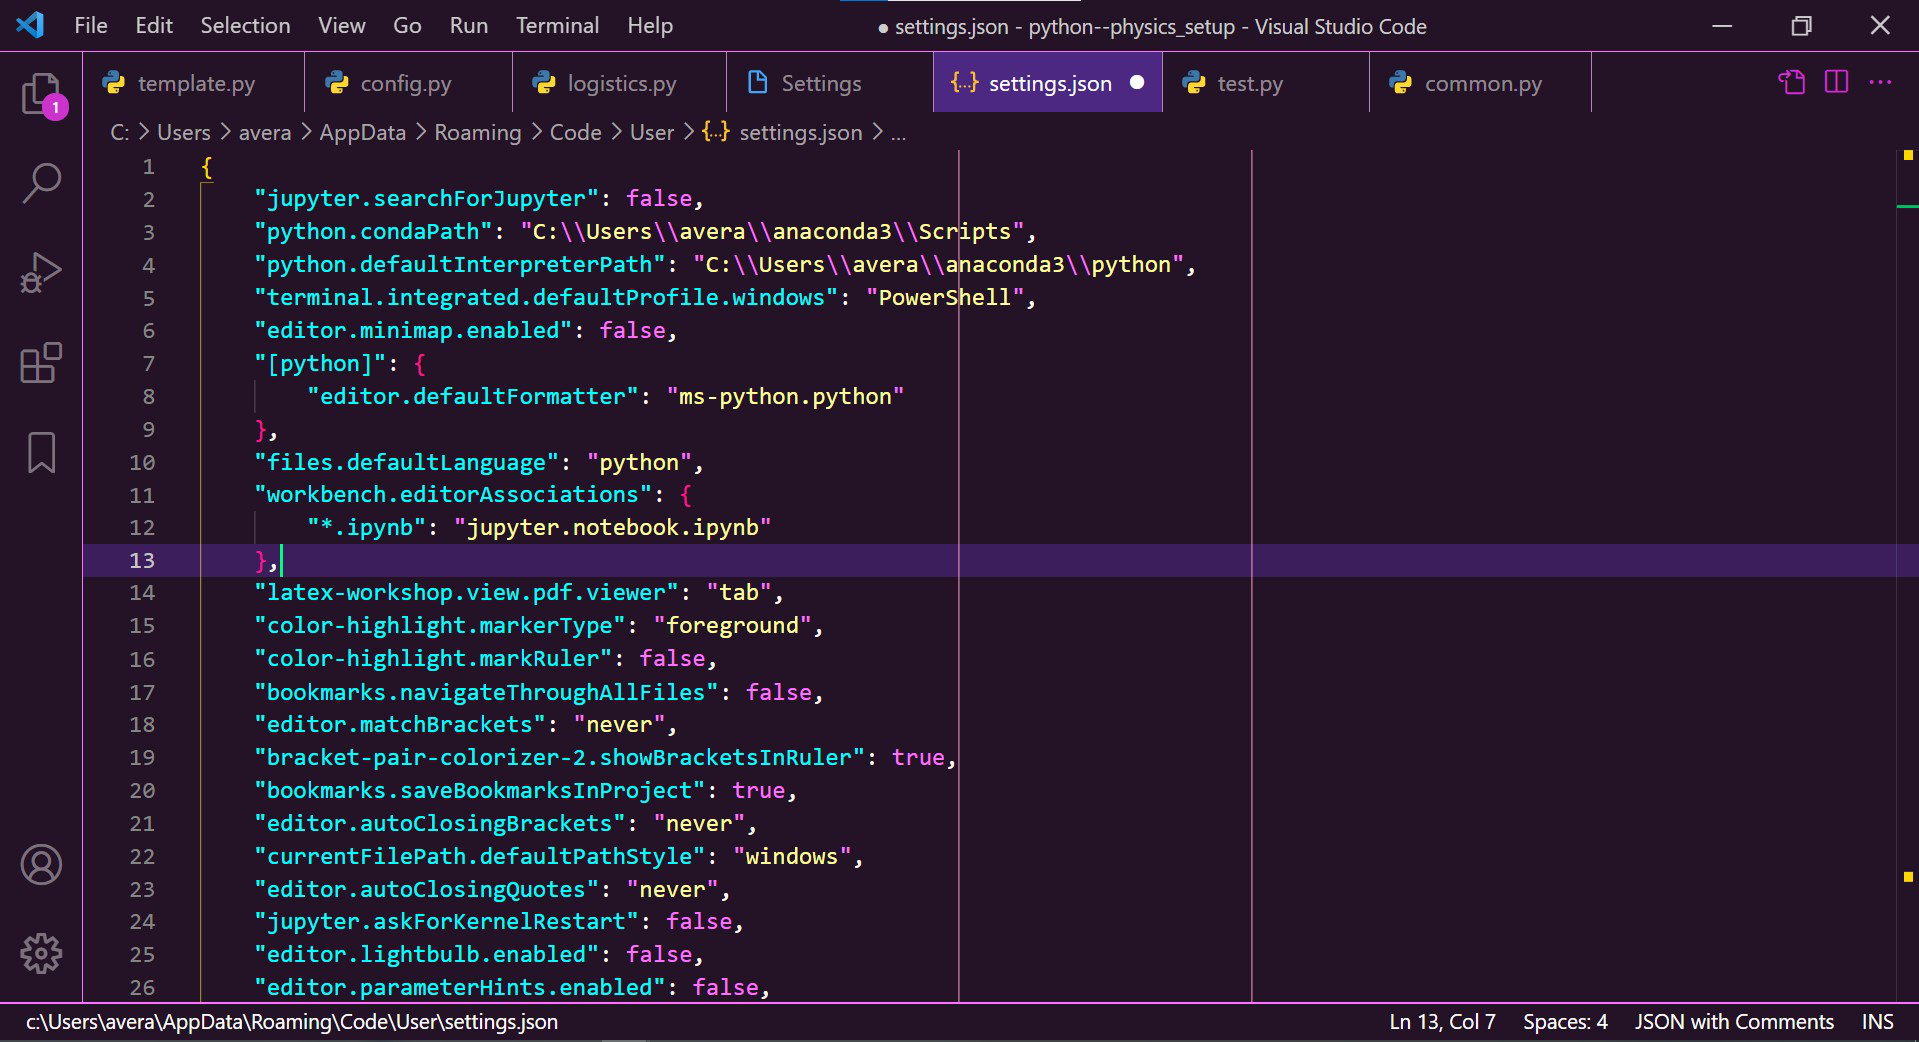 File Edit Selection View Go Run Terminal Help
● settings.json - python--physics_setup - Visual Studio Code
template.py config.py logistics.py Settings {..} settings.json test.py common.py ...
1
C: > Users > avera > AppData > Roaming > Code > User > {..} settings.json > ...
1 {
2 "jupyter.searchForJupyter": false,
3 "python.condaPath": "C:\\Users\\avera\\anaconda3\\Scripts",
4 "python.defaultInterpreterPath": "C:\\Users\\avera\\anaconda3\\python",
5 "terminal.integrated.defaultProfile.windows": "PowerShell",
6 "editor.minimap.enabled": false,
7 "[python]": {
8 "editor.defaultFormatter": "ms-python.python"
9 },
10 "files.defaultLanguage": "python",
11 "workbench.editorAssociations": {
12 "*.ipynb": "jupyter.notebook.ipynb"
13 },
14 "latex-workshop.view.pdf.viewer": "tab",
15 "color-highlight.markerType": "foreground",
16 "color-highlight.markRuler": false,
17 "bookmarks.navigateThroughAllFiles": false,
18 "editor.matchBrackets": "never",
19 "bracket-pair-colorizer-2.showBracketsInRuler": true,
20 "bookmarks.saveBookmarksInProject": true,
21 "editor.autoClosingBrackets": "never",
22 "currentFilePath.defaultPathStyle": "windows",
23 "editor.autoClosingQuotes": "never",
24 "jupyter.askForKernelRestart": false,
25 "editor.lightbulb.enabled": false,
26 "editor.parameterHints.enabled": false,
c:\Users\avera\AppData\Roaming\Code\User\settings.json Ln 13, Col 7 Spaces: 4 JSON with Comments INS